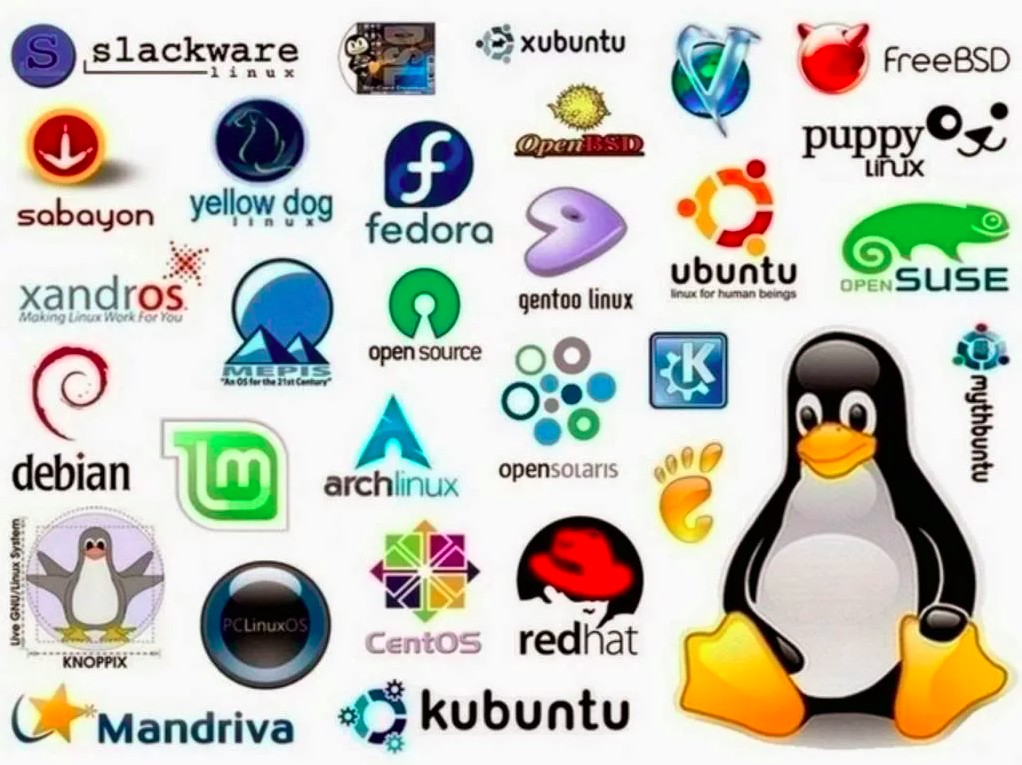 S slackware
linux
DSL
xubuntu
V
FreeBSD
OpenBSD
puppy
Linux
sabayon
yellow dog
linux
f
fedora
gentoo linux
ubuntu
linux for human beings
OPEN SUSE
xandros
Making Linux Work For You
MEPIS
"An OS for the 21st Century"
open source
K
mythbuntu
debian
lm
archlinux
opensolaris
Live GNU/Linux System
KNOPPIX
PCLinuxOS
CentOS
redhat
Mandriva
kubuntu